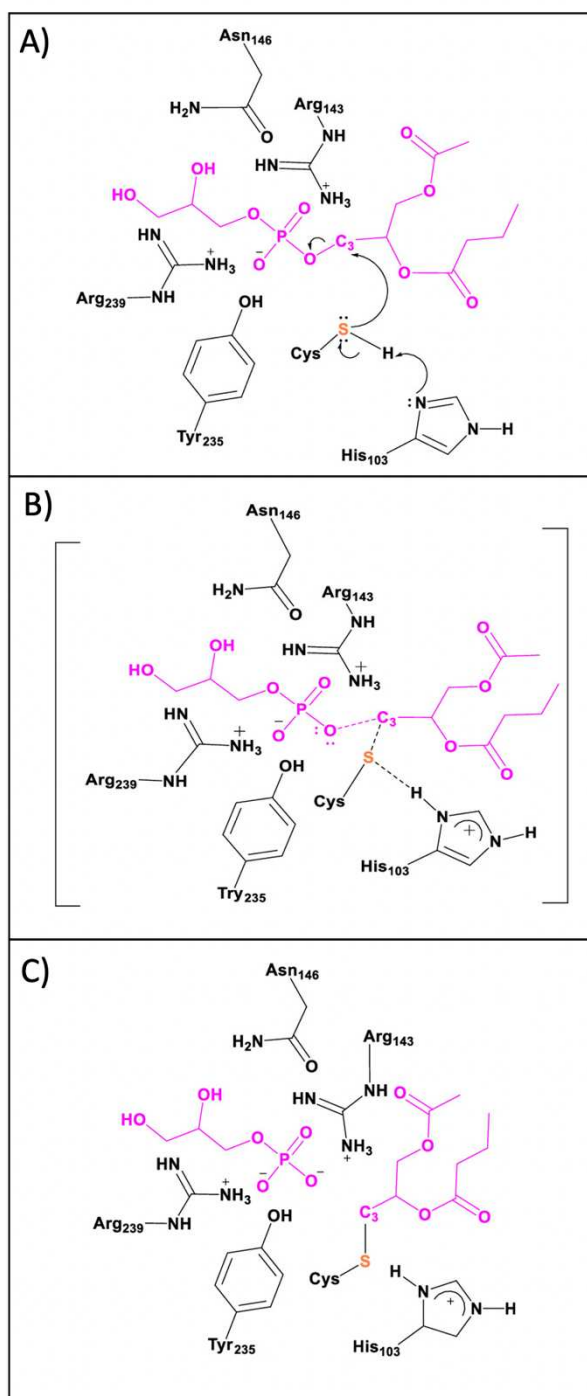 A)
Asn146
H2N O
Arg143
NH
HN NH3 +
O
O
OH
HO
O O
P
−O O
C3
O
O
HN NH3 +
Arg239 NH
OH
Tyr235
S
Cys H
N
N H
His103
B)
Asn146
H2N O
Arg143
NH
HN NH3 +
O
O
OH
HO
O O
P
−O O
C3
O
O
HN NH3 +
Arg239 NH
OH
Try235
S
Cys H
N
+ N H
His103
C)
Asn146
H2N O
Arg143
NH
HN NH3 +
O
O
OH
HO
O O
P
−O O−
C3
O
O
HN NH3 +
Arg239 NH
OH
Tyr235
S
Cys H
N
+ N H
His103